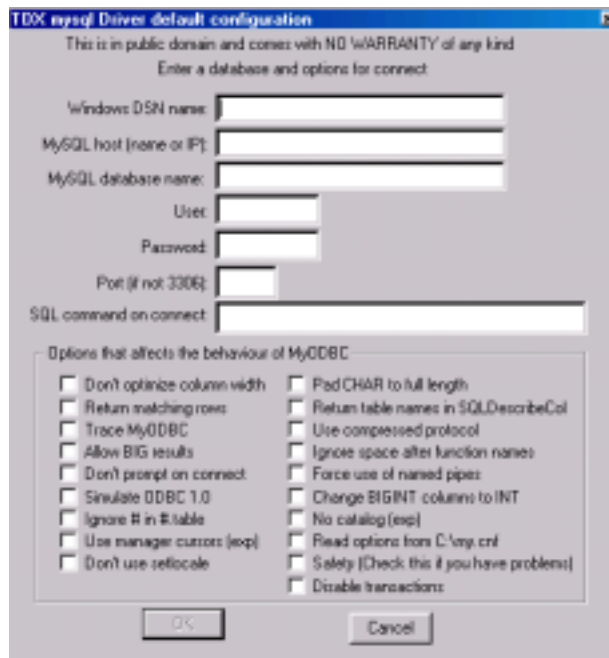 TDX mysql Driver default configuration
This is in public domain and comes with NO WARRANTY of any kind
Enter a database and options for connect
Windows DSN name:
MySQL host (name or IP):
MySQL database name:
User:
Password:
Port (if not 3306):
SQL command on connect:
Options that affects the behaviour of MyODBC
Don't optimize column width
Pad CHAR to full length
Return matching rows
Return table names in SQLDescribeCol
Trace MyODBC
Use compressed protocol
Allow BIG results
Ignore space after function names
Don't prompt on connect
Force use of named pipes
Simulate ODBC 1.0
Change BIGINT columns to INT
Ignore # in #.table
No catalog (exp)
Use manager cursors (exp)
Read options from C:\my.cnf
Don't use setlocale
Safety (Check this if you have problems)
Disable transactions
OK
Cancel